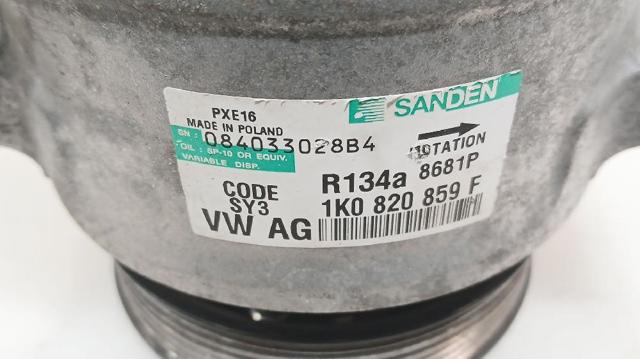 SANDEN
PXE16
MADE IN POLAND
SN: 084033028B4
OIL: SP-10 OR EQUIV.
VARIABLE DISP.
ROTATION
CODE R134a 8681P
SY3 1K0 820 859 F
VW AG